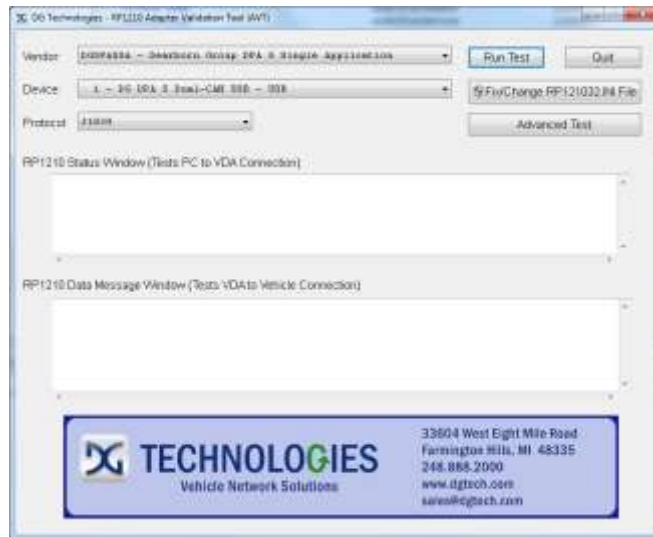 DG Technologies - RP1210 Adapter Validation Tool (AVT)
Vendor
DGDPA5SA - Dearborn Group DPA 5 Single Application
Run Test
Quit
Device
1 - DG DPA 5 Dual-CAN USB - USB
Fix/Change RP121032.INI File
Protocol
Advanced Test
RP1210 Status Window (Tests PC to VDA Connection)
RP1210 Data Message Window (Tests VDA to Vehicle Connection)
DG TECHNOLOGIES
Vehicle Network Solutions
33604 West Eight Mile Road
Farmington Hills, MI 48335
248.888.2000
www.dgtech.com
sales@dgtech.com